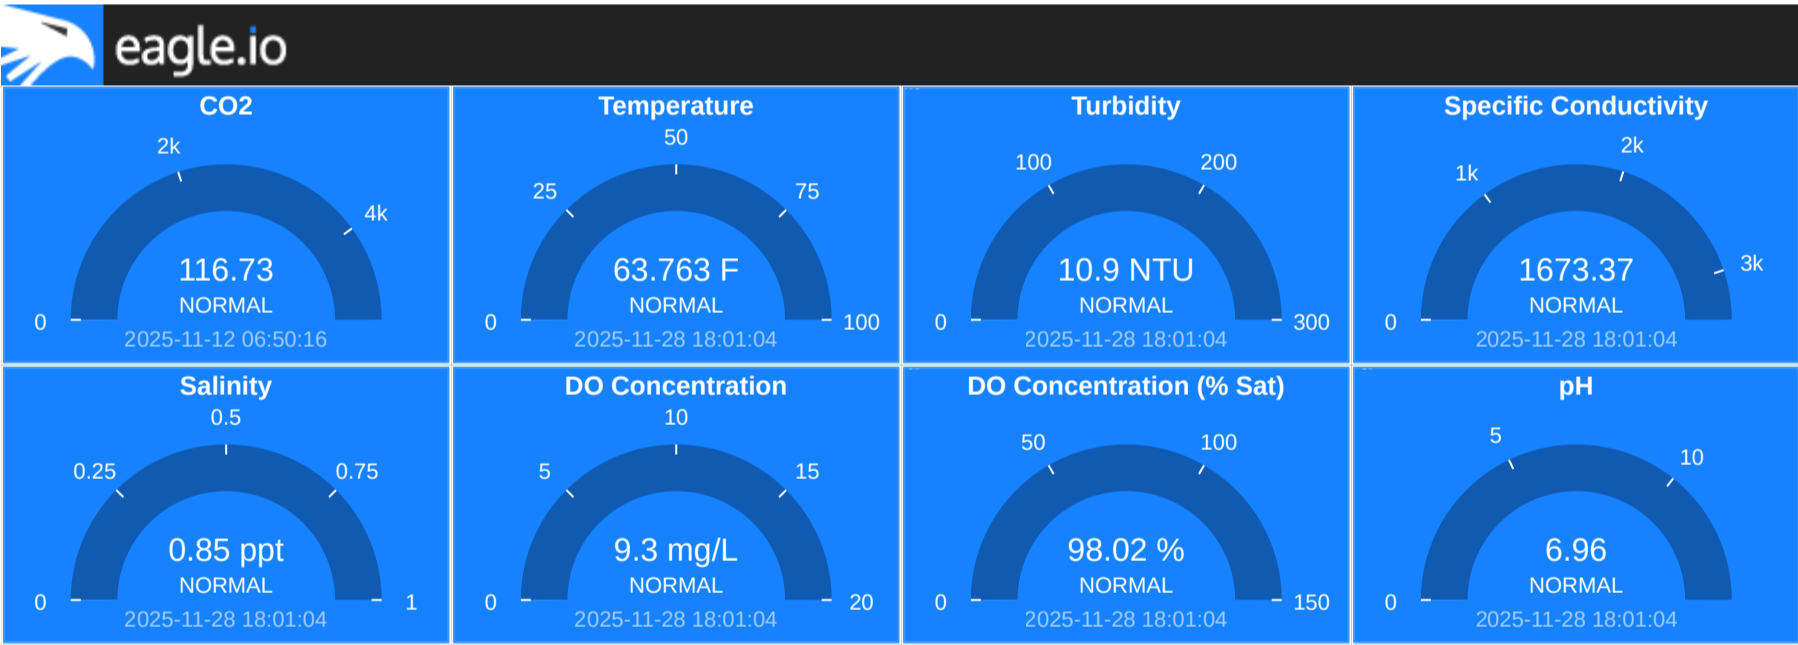 eagle.io
CO2
2k
4k
116.73
NORMAL
0
2025-11-12 06:50:16
Temperature
50
25
75
63.763 F
NORMAL
0
100
2025-11-28 18:01:04
Turbidity
100
200
10.9 NTU
NORMAL
0
300
2025-11-28 18:01:04
Specific Conductivity
2k
1k
3k
1673.37
NORMAL
0
2025-11-28 18:01:04
Salinity
0.5
0.25
0.75
0.85 ppt
NORMAL
0
1
2025-11-28 18:01:04
DO Concentration
10
5
15
9.3 mg/L
NORMAL
0
20
2025-11-28 18:01:04
DO Concentration (% Sat)
50
100
98.02 %
NORMAL
0
150
2025-11-28 18:01:04
pH
5
10
6.96
NORMAL
0
2025-11-28 18:01:04